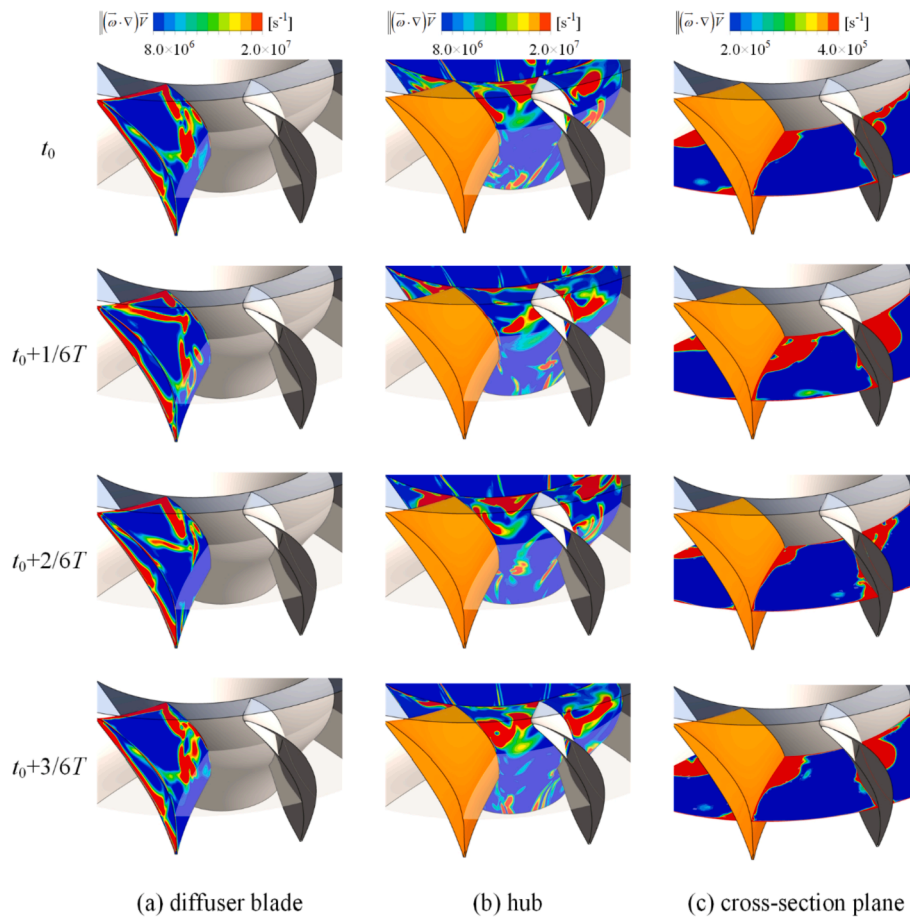 ‖(ω⃗·∇)V⃗‖ [s⁻¹] ‖(ω⃗·∇)V⃗‖ [s⁻¹] ‖(ω⃗·∇)V⃗‖ [s⁻¹]
8.0×10⁶ 2.0×10⁷ 8.0×10⁶ 2.0×10⁷ 2.0×10⁵ 4.0×10⁵
t₀
t₀+1/6T
t₀+2/6T
t₀+3/6T
(a) diffuser blade (b) hub (c) cross-section plane